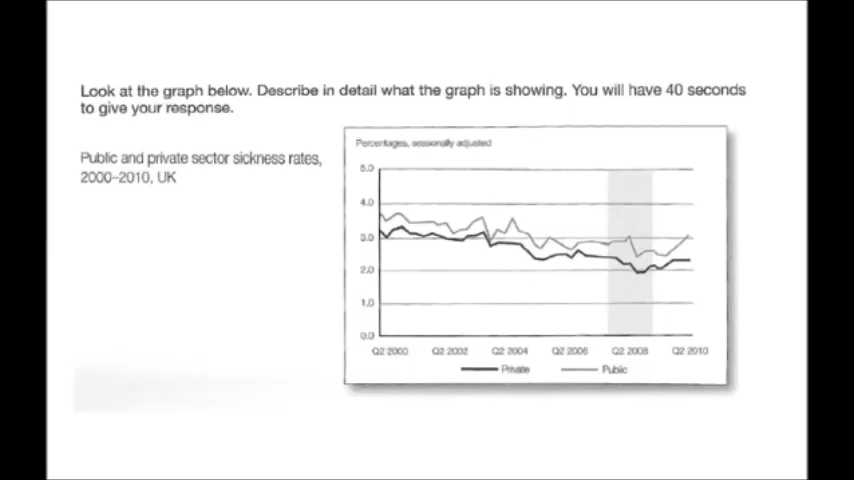 Look at the graph below. Describe in detail what the graph is showing. You will have 40 seconds
to give your response.
Public and private sector sickness rates,
2000–2010, UK
Percentages, seasonally adjusted
5.0
4.0
3.0
2.0
1.0
0.0
Q2 2000 Q2 2002 Q2 2004 Q2 2006 Q2 2008 Q2 2010
Private Public